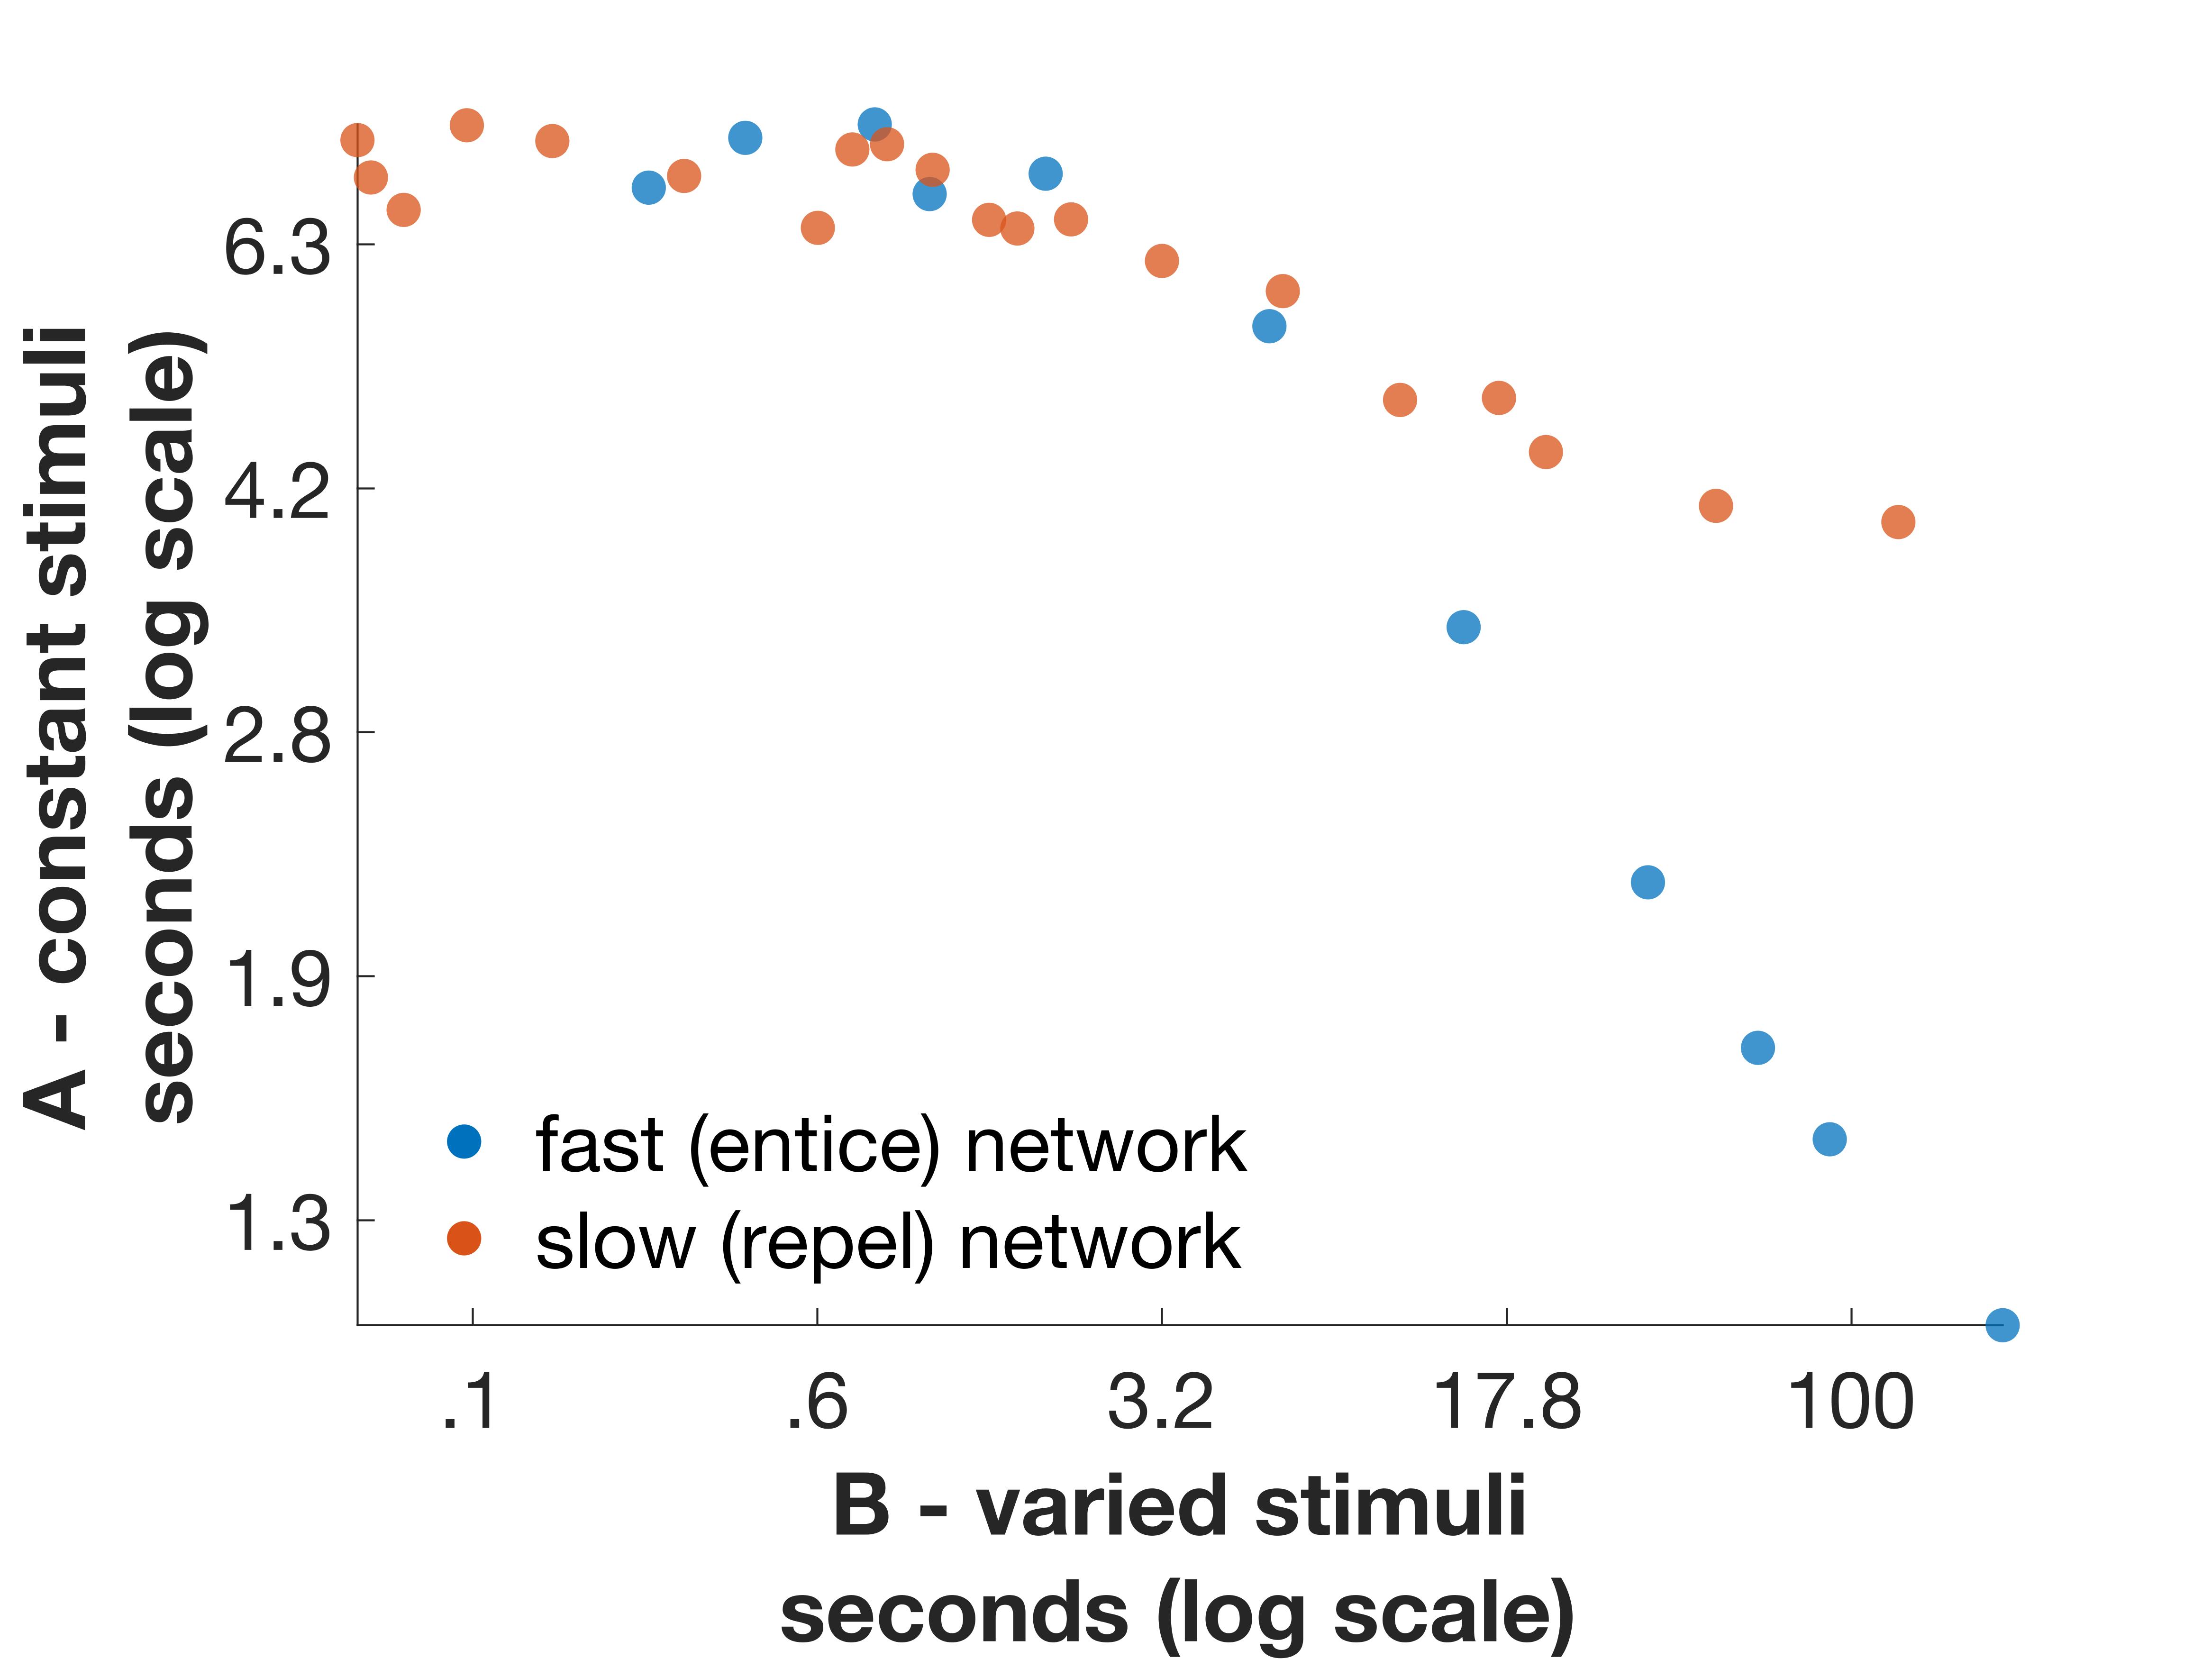 A - constant stimuli
seconds (log scale)
6.3
4.2
2.8
1.9
1.3
fast (entice) network
slow (repel) network
.1
.6
3.2
17.8
100
B - varied stimuli
seconds (log scale)